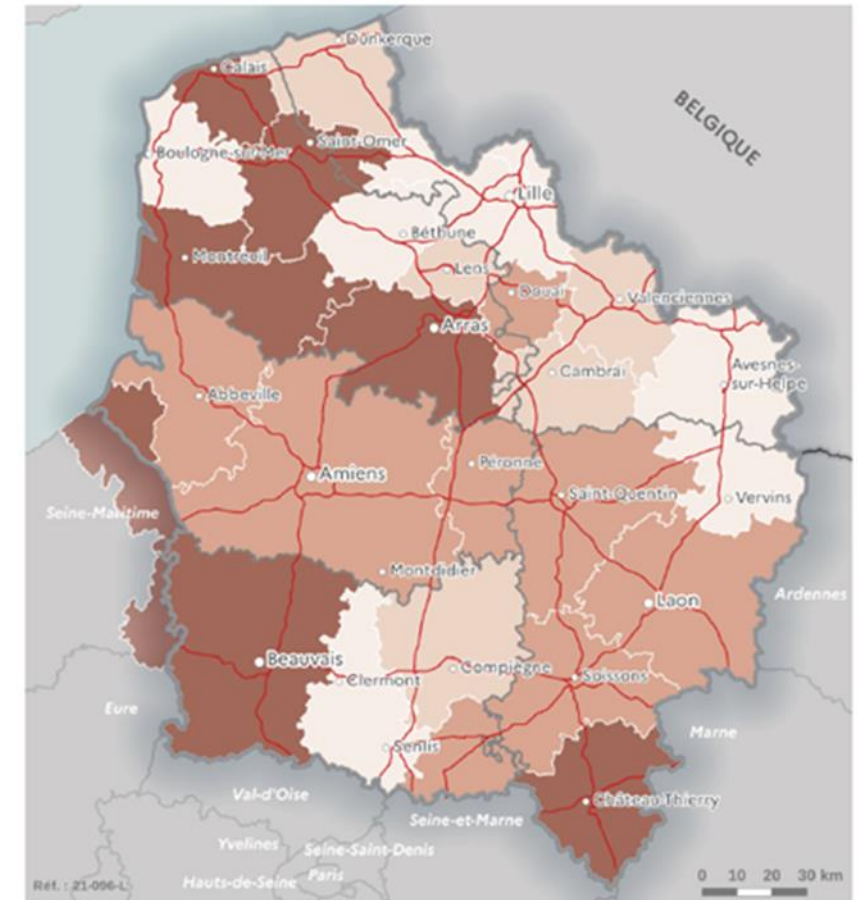 Dunkerque
Calais
BELGIQUE
Saint-Omer
Boulogne-sur-Mer
Lille
Béthune
Montreuil
Lens
Douai
Valenciennes
Arras
Avesnes-
sur-Helpe
Cambrai
Abbeville
Péronne
Amiens
Saint-Quentin
Vervins
Seine-Maritime
Montdidier
Ardennes
Laon
Beauvais
Compiègne
Clermont
Soissons
Eure
Marne
Senlis
Val-d'Oise
Château-Thierry
Seine-et-Marne
Yvelines
Seine-Saint-Denis
Paris
Hauts-de-Seine
Réf. : 21-096-L
0 10 20 30 km